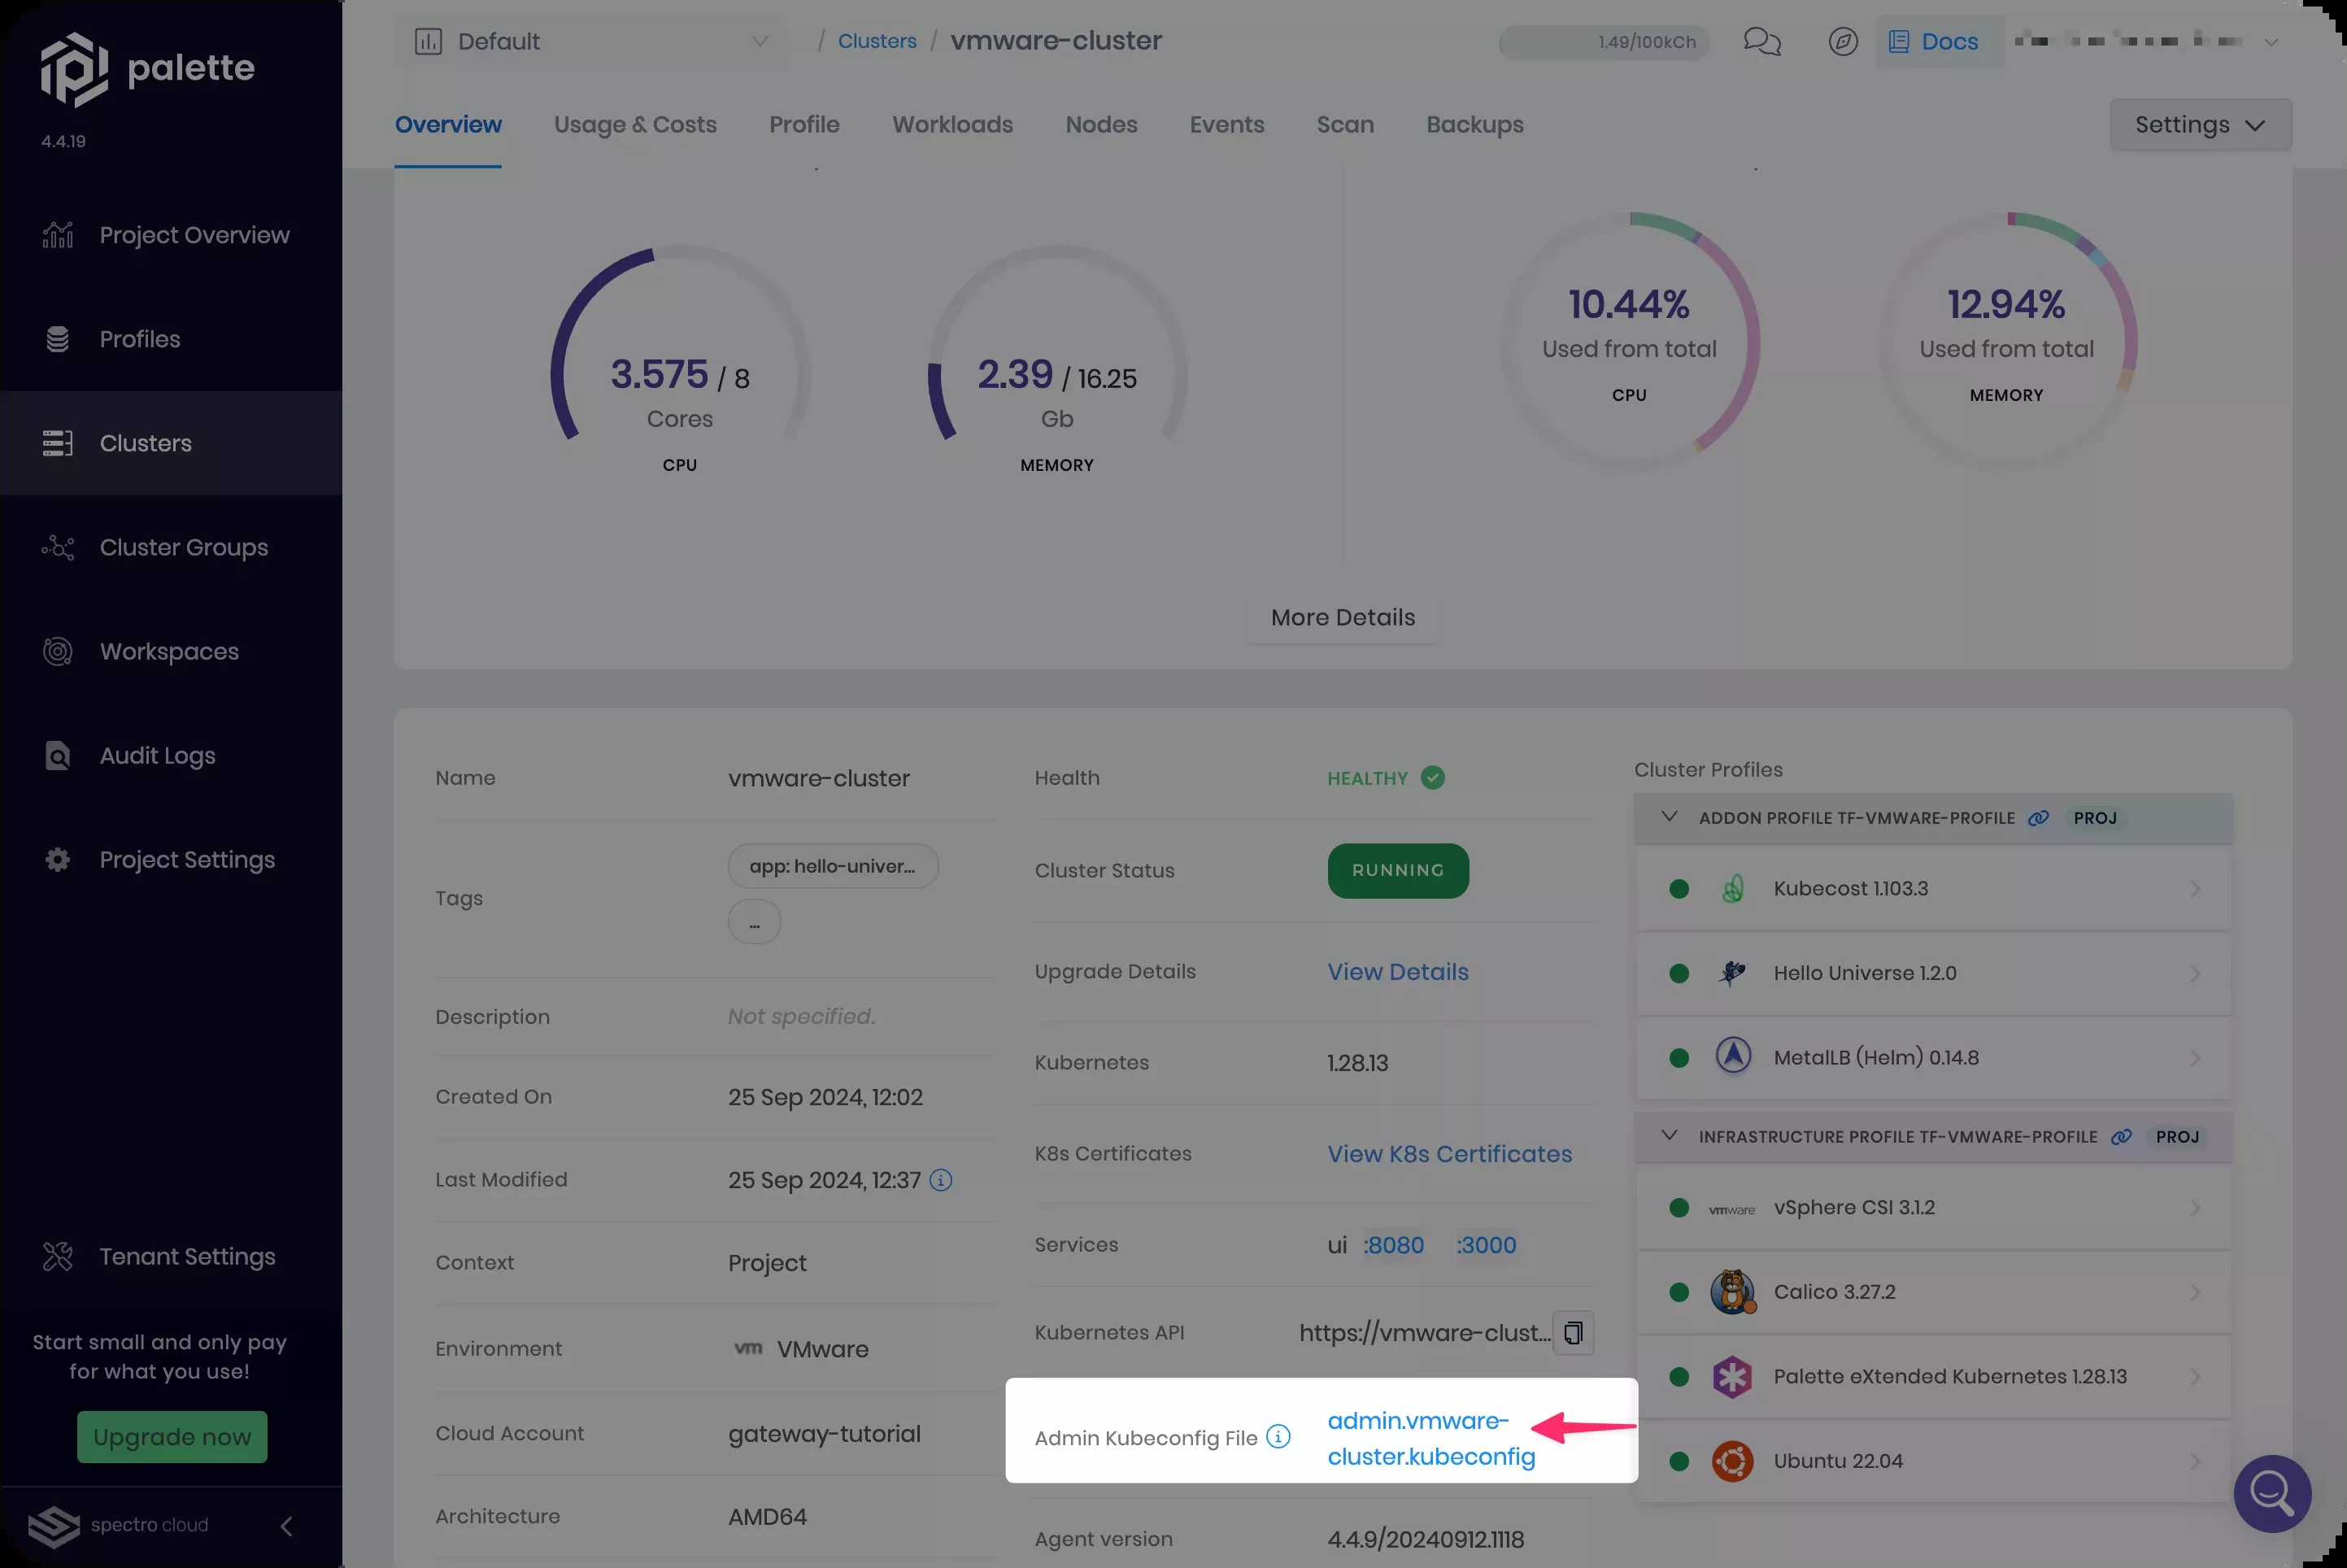 palette
4.4.19
Project Overview
Profiles
Clusters
Cluster Groups
Workspaces
Audit Logs
Project Settings
Tenant Settings
Start small and only pay
for what you use!
Upgrade now
spectro cloud
Default / Clusters / vmware-cluster
1.49/100kCh
Docs
Overview Usage & Costs Profile Workloads Nodes Events Scan Backups
Settings
3.575 / 8
Cores
CPU
2.39 / 16.25
Gb
MEMORY
10.44%
Used from total
CPU
12.94%
Used from total
MEMORY
More Details
Name vmware-cluster
Tags app: hello-univer...
...
Description Not specified.
Created On 25 Sep 2024, 12:02
Last Modified 25 Sep 2024, 12:37
Context Project
Environment vm VMware
Cloud Account gateway-tutorial
Architecture AMD64
Health HEALTHY
Cluster Status RUNNING
Upgrade Details View Details
Kubernetes 1.28.13
K8s Certificates View K8s Certificates
Services ui :8080 :3000
Kubernetes API https://vmware-clust...
Admin Kubeconfig File admin.vmware-
cluster.kubeconfig
Agent version 4.4.9/20240912.1118
Cluster Profiles
ADDON PROFILE TF-VMWARE-PROFILE PROJ
Kubecost 1.103.3
Hello Universe 1.2.0
MetalLB (Helm) 0.14.8
INFRASTRUCTURE PROFILE TF-VMWARE-PROFILE PROJ
vmware vSphere CSI 3.1.2
Calico 3.27.2
Palette eXtended Kubernetes 1.28.13
Ubuntu 22.04